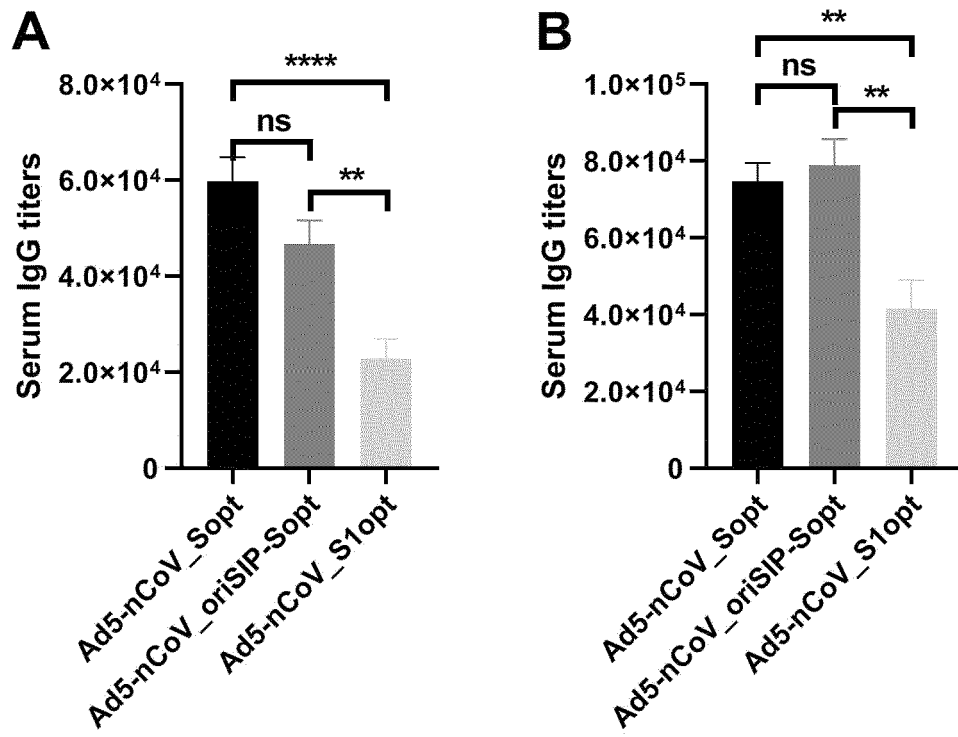 A
Serum IgG titers
8.0×10⁴
6.0×10⁴
4.0×10⁴
2.0×10⁴
0
****
ns
**
Ad5-nCoV_Sopt
Ad5-nCoV_oriSIP-Sopt
Ad5-nCoV_S1opt
B
Serum IgG titers
1.0×10⁵
8.0×10⁴
6.0×10⁴
4.0×10⁴
2.0×10⁴
0
**
ns
**
Ad5-nCoV_Sopt
Ad5-nCoV_oriSIP-Sopt
Ad5-nCoV_S1opt